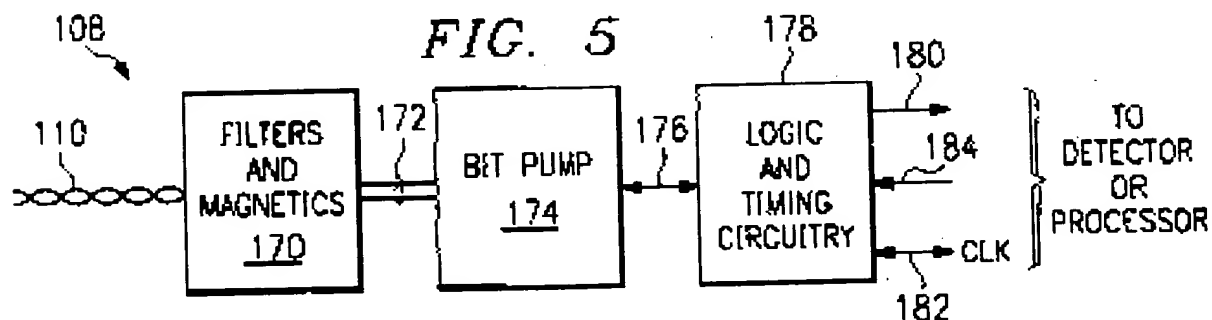 108
FIG. 5
178
180
110
FILTERS
AND
MAGNETICS
170
172
BIT PUMP
174
176
LOGIC
AND
TIMING
CIRCUITRY
184
CLK
182
TO
DETECTOR
OR
PROCESSOR